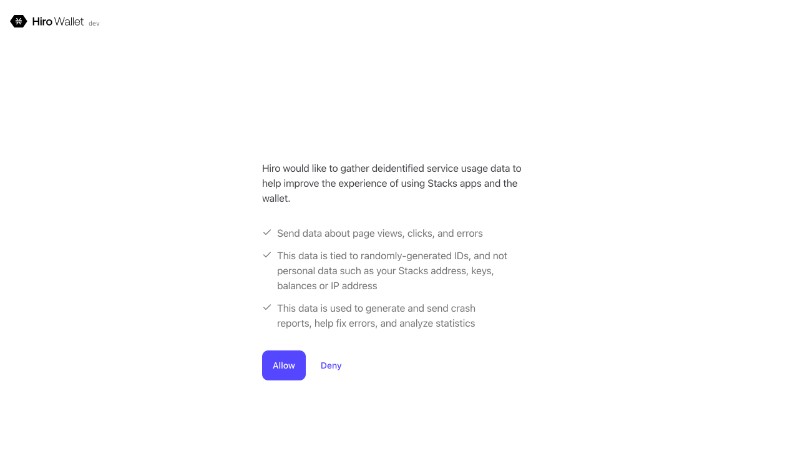 Hiro Wallet dev
Hiro would like to gather deidentified service usage data to
help improve the experience of using Stacks apps and the
wallet.
Send data about page views, clicks, and errors
This data is tied to randomly-generated IDs, and not
personal data such as your Stacks address, keys,
balances or IP address
This data is used to generate and send crash
reports, help fix errors, and analyze statistics
Allow Deny